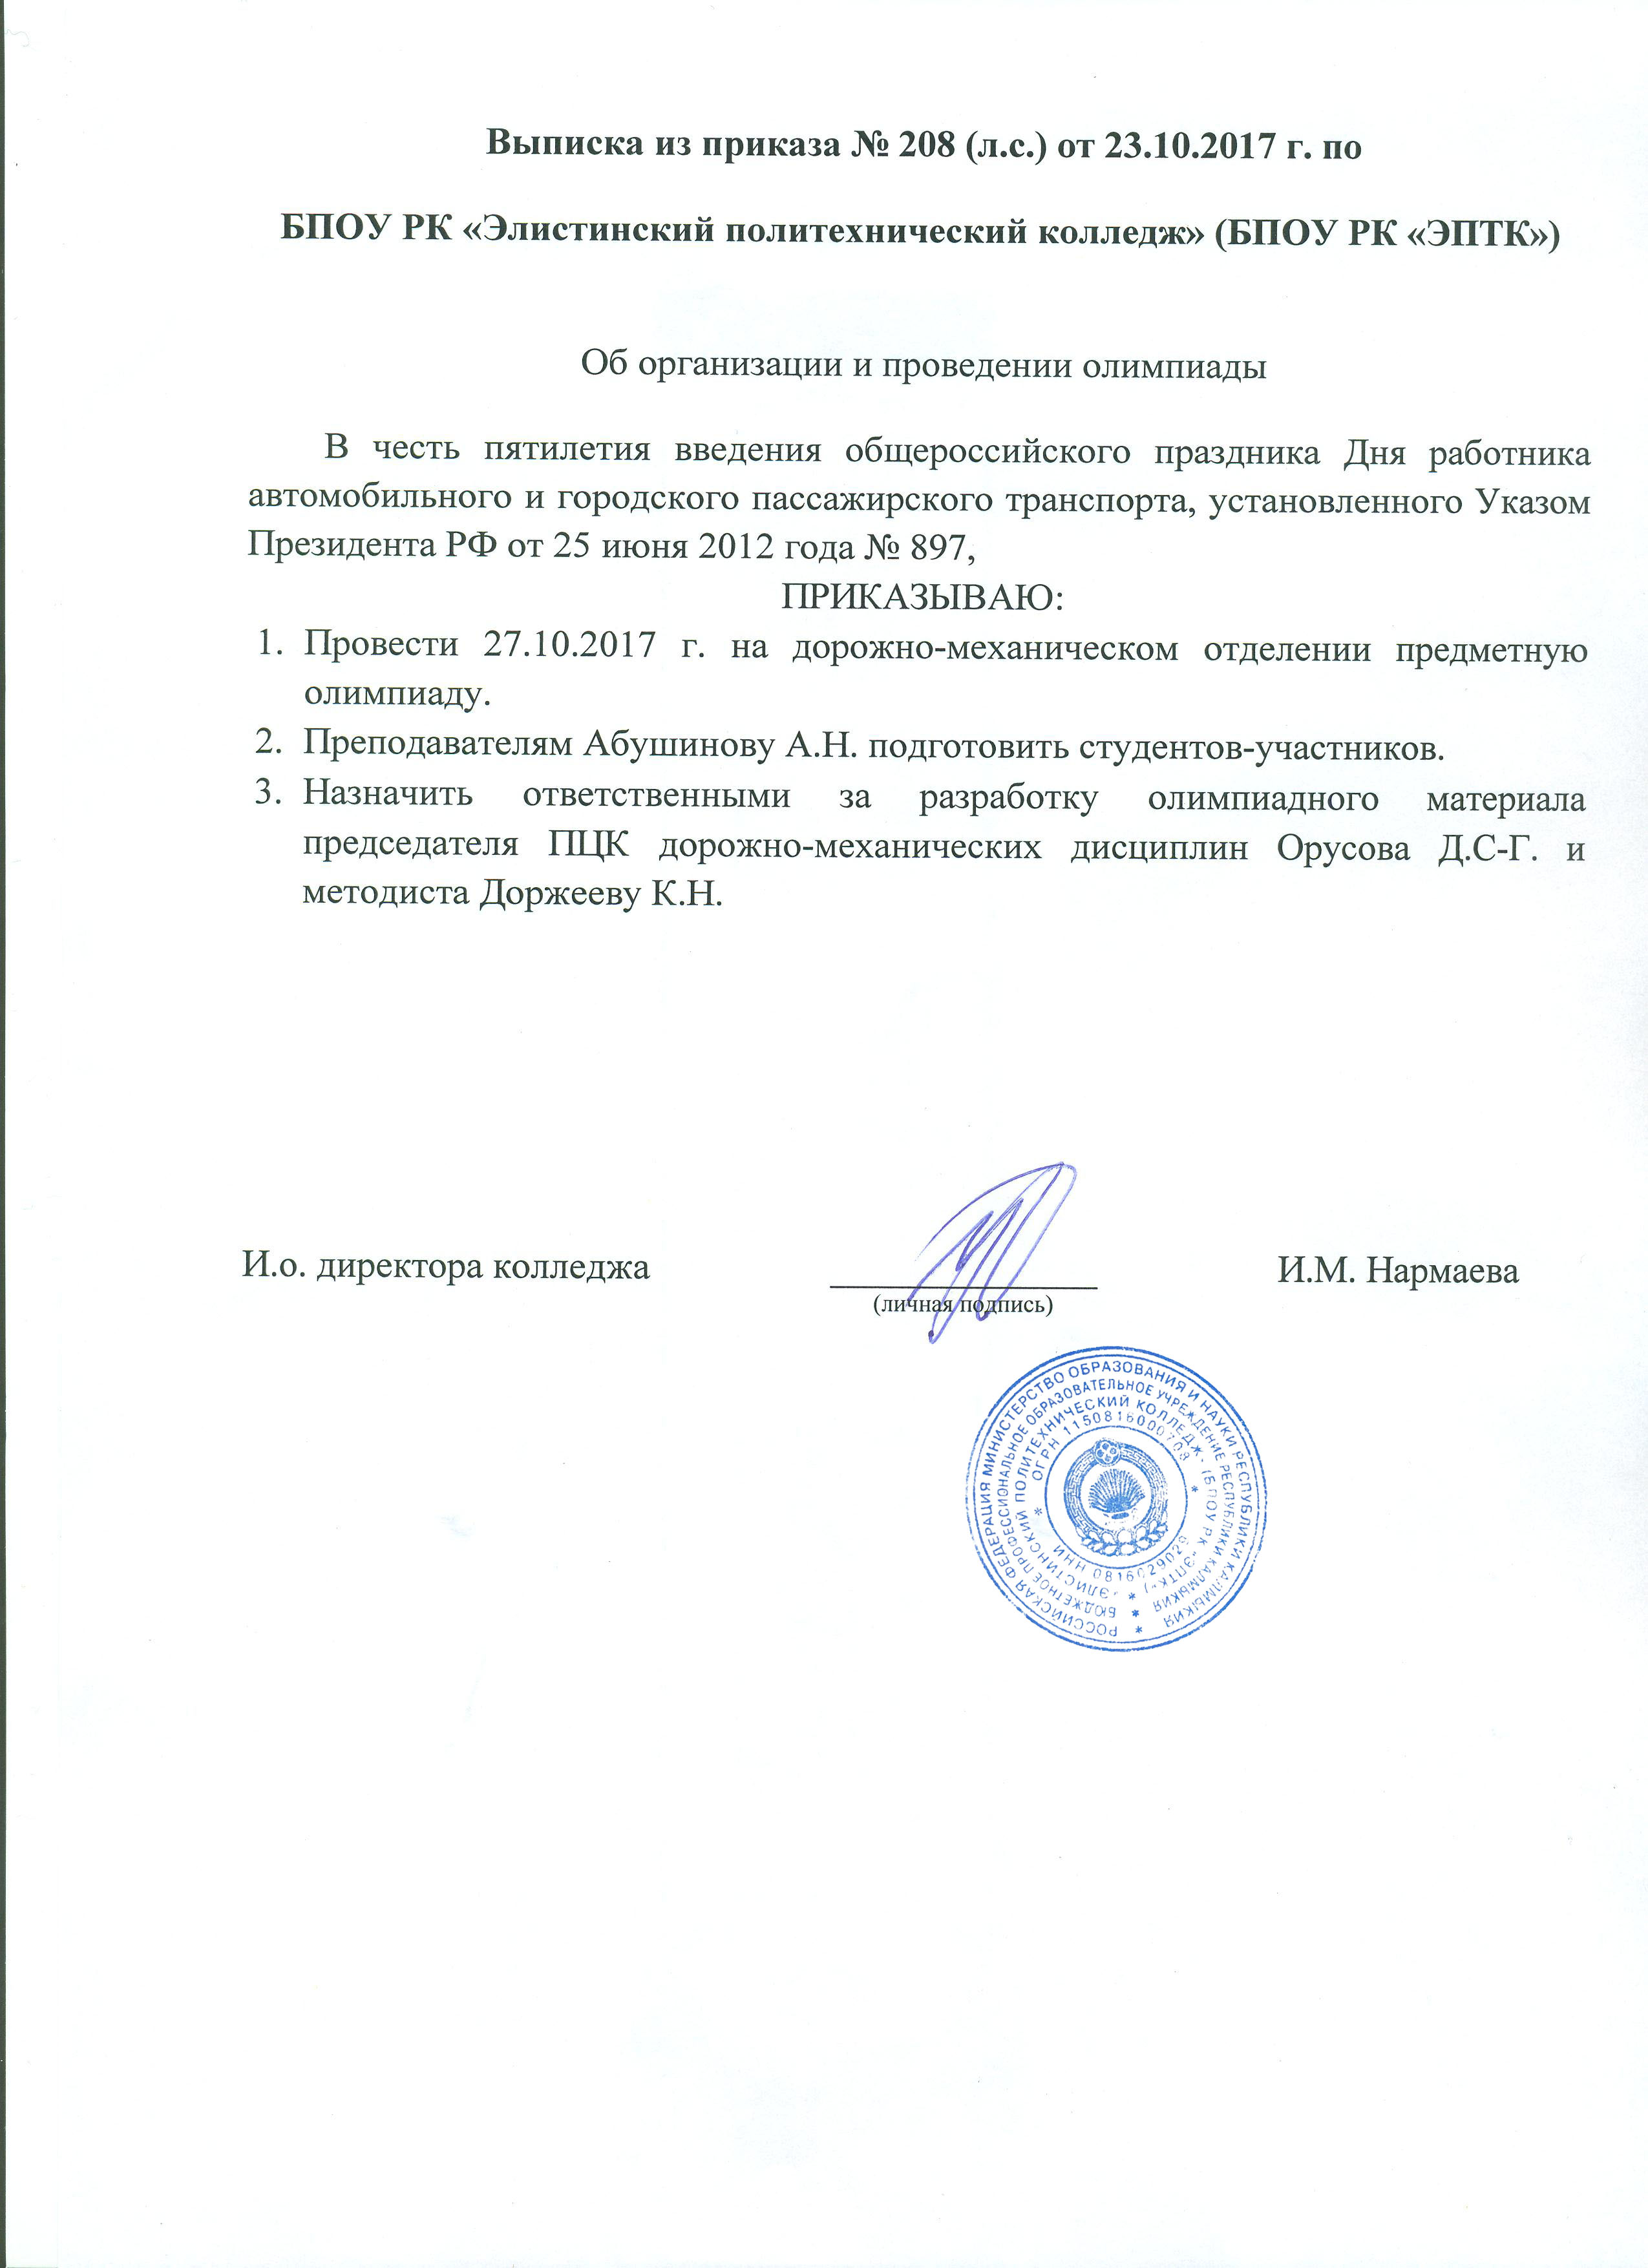 Выписка из приказа № 208 (л.с.) от 23.10.2017 г. по
БПОУ РК «Элистинский политехнический колледж» (БПОУ РК «ЭПТК»)
Об организации и проведении олимпиады
В честь пятилетия введения общероссийского праздника Дня работника
автомобильного и городского пассажирского транспорта, установленного Указом
Президента РФ от 25 июня 2012 года № 897,
ПРИКАЗЫВАЮ:
1. Провести 27.10.2017 г. на дорожно-механическом отделении предметную
олимпиаду.
2. Преподавателям Абушинову А.Н. подготовить студентов-участников.
3. Назначить ответственными за разработку олимпиадного материала
председателя ПЦК дорожно-механических дисциплин Орусова Д.С-Г. и
методиста Доржееву К.Н.
И.о. директора колледжа И.М. Нармаева
(личная подпись)
РОССИЙСКАЯ ФЕДЕРАЦИЯ МИНИСТЕРСТВО ОБРАЗОВАНИЯ И НАУКИ РЕСПУБЛИКИ КАЛМЫКИЯ *
БЮДЖЕТНОЕ ПРОФЕССИОНАЛЬНОЕ ОБРАЗОВАТЕЛЬНОЕ УЧРЕЖДЕНИЕ РЕСПУБЛИКИ КАЛМЫКИЯ *
"ЭЛИСТИНСКИЙ ПОЛИТЕХНИЧЕСКИЙ КОЛЛЕДЖ" (БПОУ РК "ЭПТК") *
* ОГРН 1150816000708 *
ИНН 0816029029